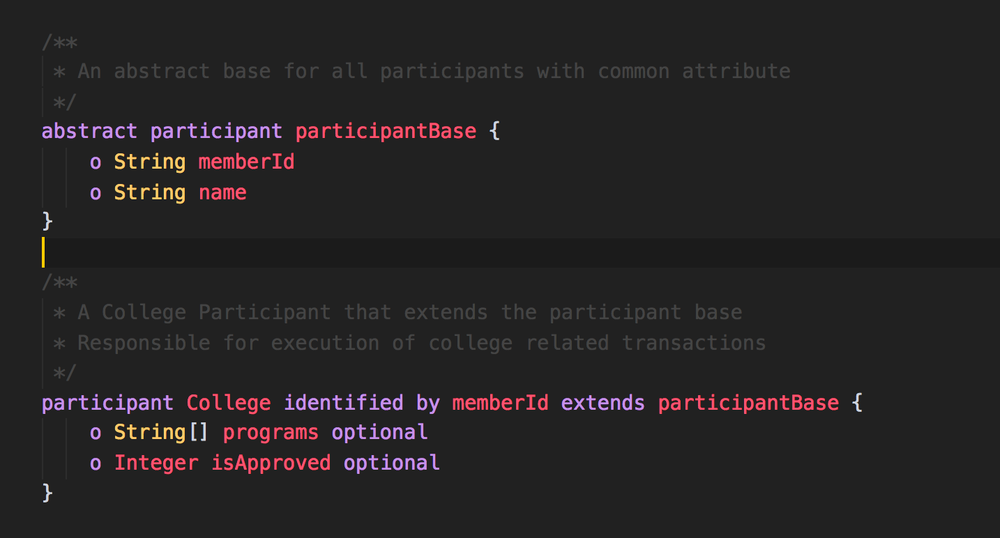 /**
 * An abstract base for all participants with common attribute
 */
abstract participant participantBase {
    o String memberId
    o String name
}
/**
 * A College Participant that extends the participant base
 * Responsible for execution of college related transactions
 */
participant College identified by memberId extends participantBase {
    o String[] programs optional
    o Integer isApproved optional
}